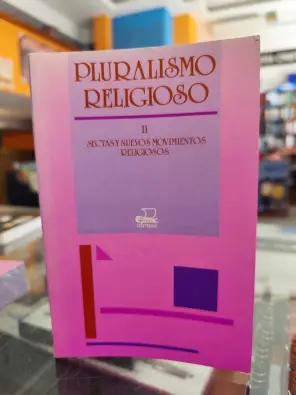 PLURALISMO
RELIGIOSO
II
SECTAS Y NUEVOS MOVIMIENTOS
RELIGIOSOS